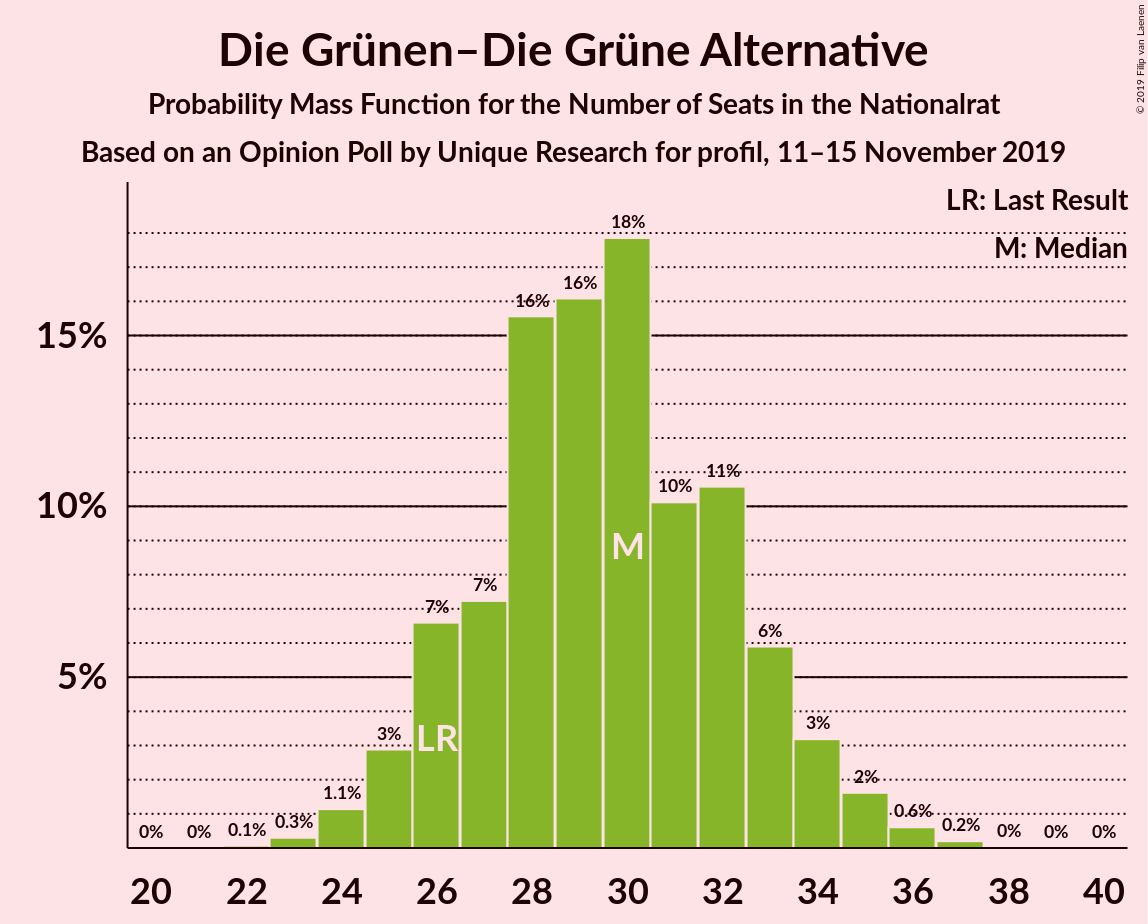 Die Grünen–Die Grüne Alternative
Probability Mass Function for the Number of Seats in the Nationalrat
Based on an Opinion Poll by Unique Research for profil, 11–15 November 2019
© 2019 Filip van Laenen
LR: Last Result
M: Median
18%
16%
16%
15%
11%
10%
10%
M
7%
7%
6%
5%
3%
LR
3%
2%
1.1%
0.6%
0.3%
0.2%
0% 0% 0.1% 0% 0% 0%
20 22 24 26 28 30 32 34 36 38 40